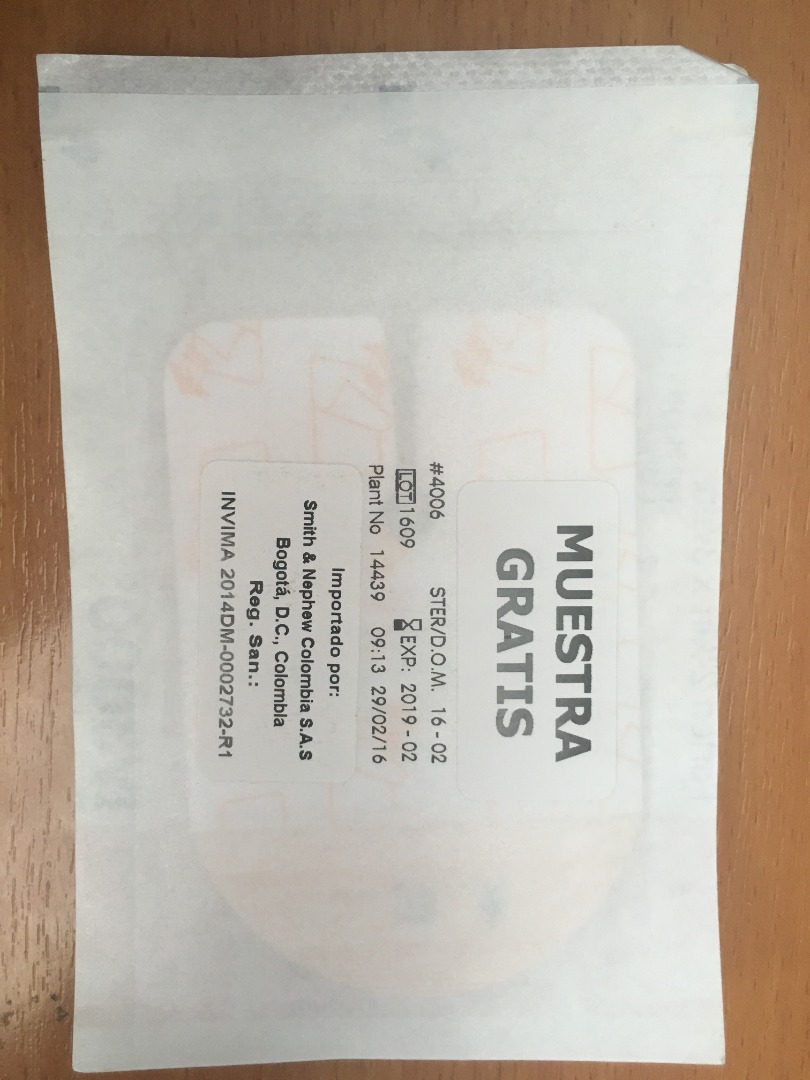 MUESTRA
GRATIS
#4006 STER/D.O.M. 16 - 02
LOT 1609 EXP: 2019 - 02
Plant No 14439 09:13 29/02/16
Importado por:
Smith & Nephew Colombia S.A.S
Bogotá, D.C., Colombia
Reg. San.:
INVIMA 2014DM-0002732-R1